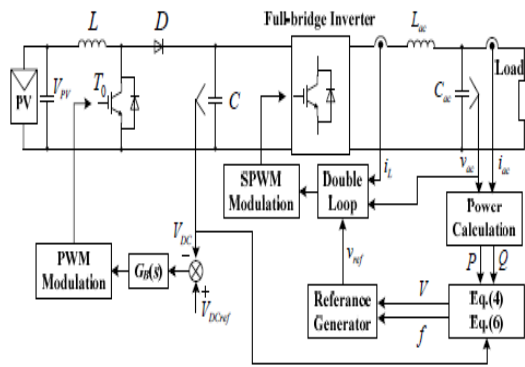 Full-bridge Inverter
L
D
L_ac
PV
V_PV
T_0
C
C_ac
Load
i_L
v_ac
i_ac
SPWM
Modulation
Double
Loop
Power
Calculation
V_DC
v_ref
P
Q
PWM
Modulation
G_B(s)
−
+
V_DCref
Referance
Generator
V
f
Eq.(4)
Eq.(6)